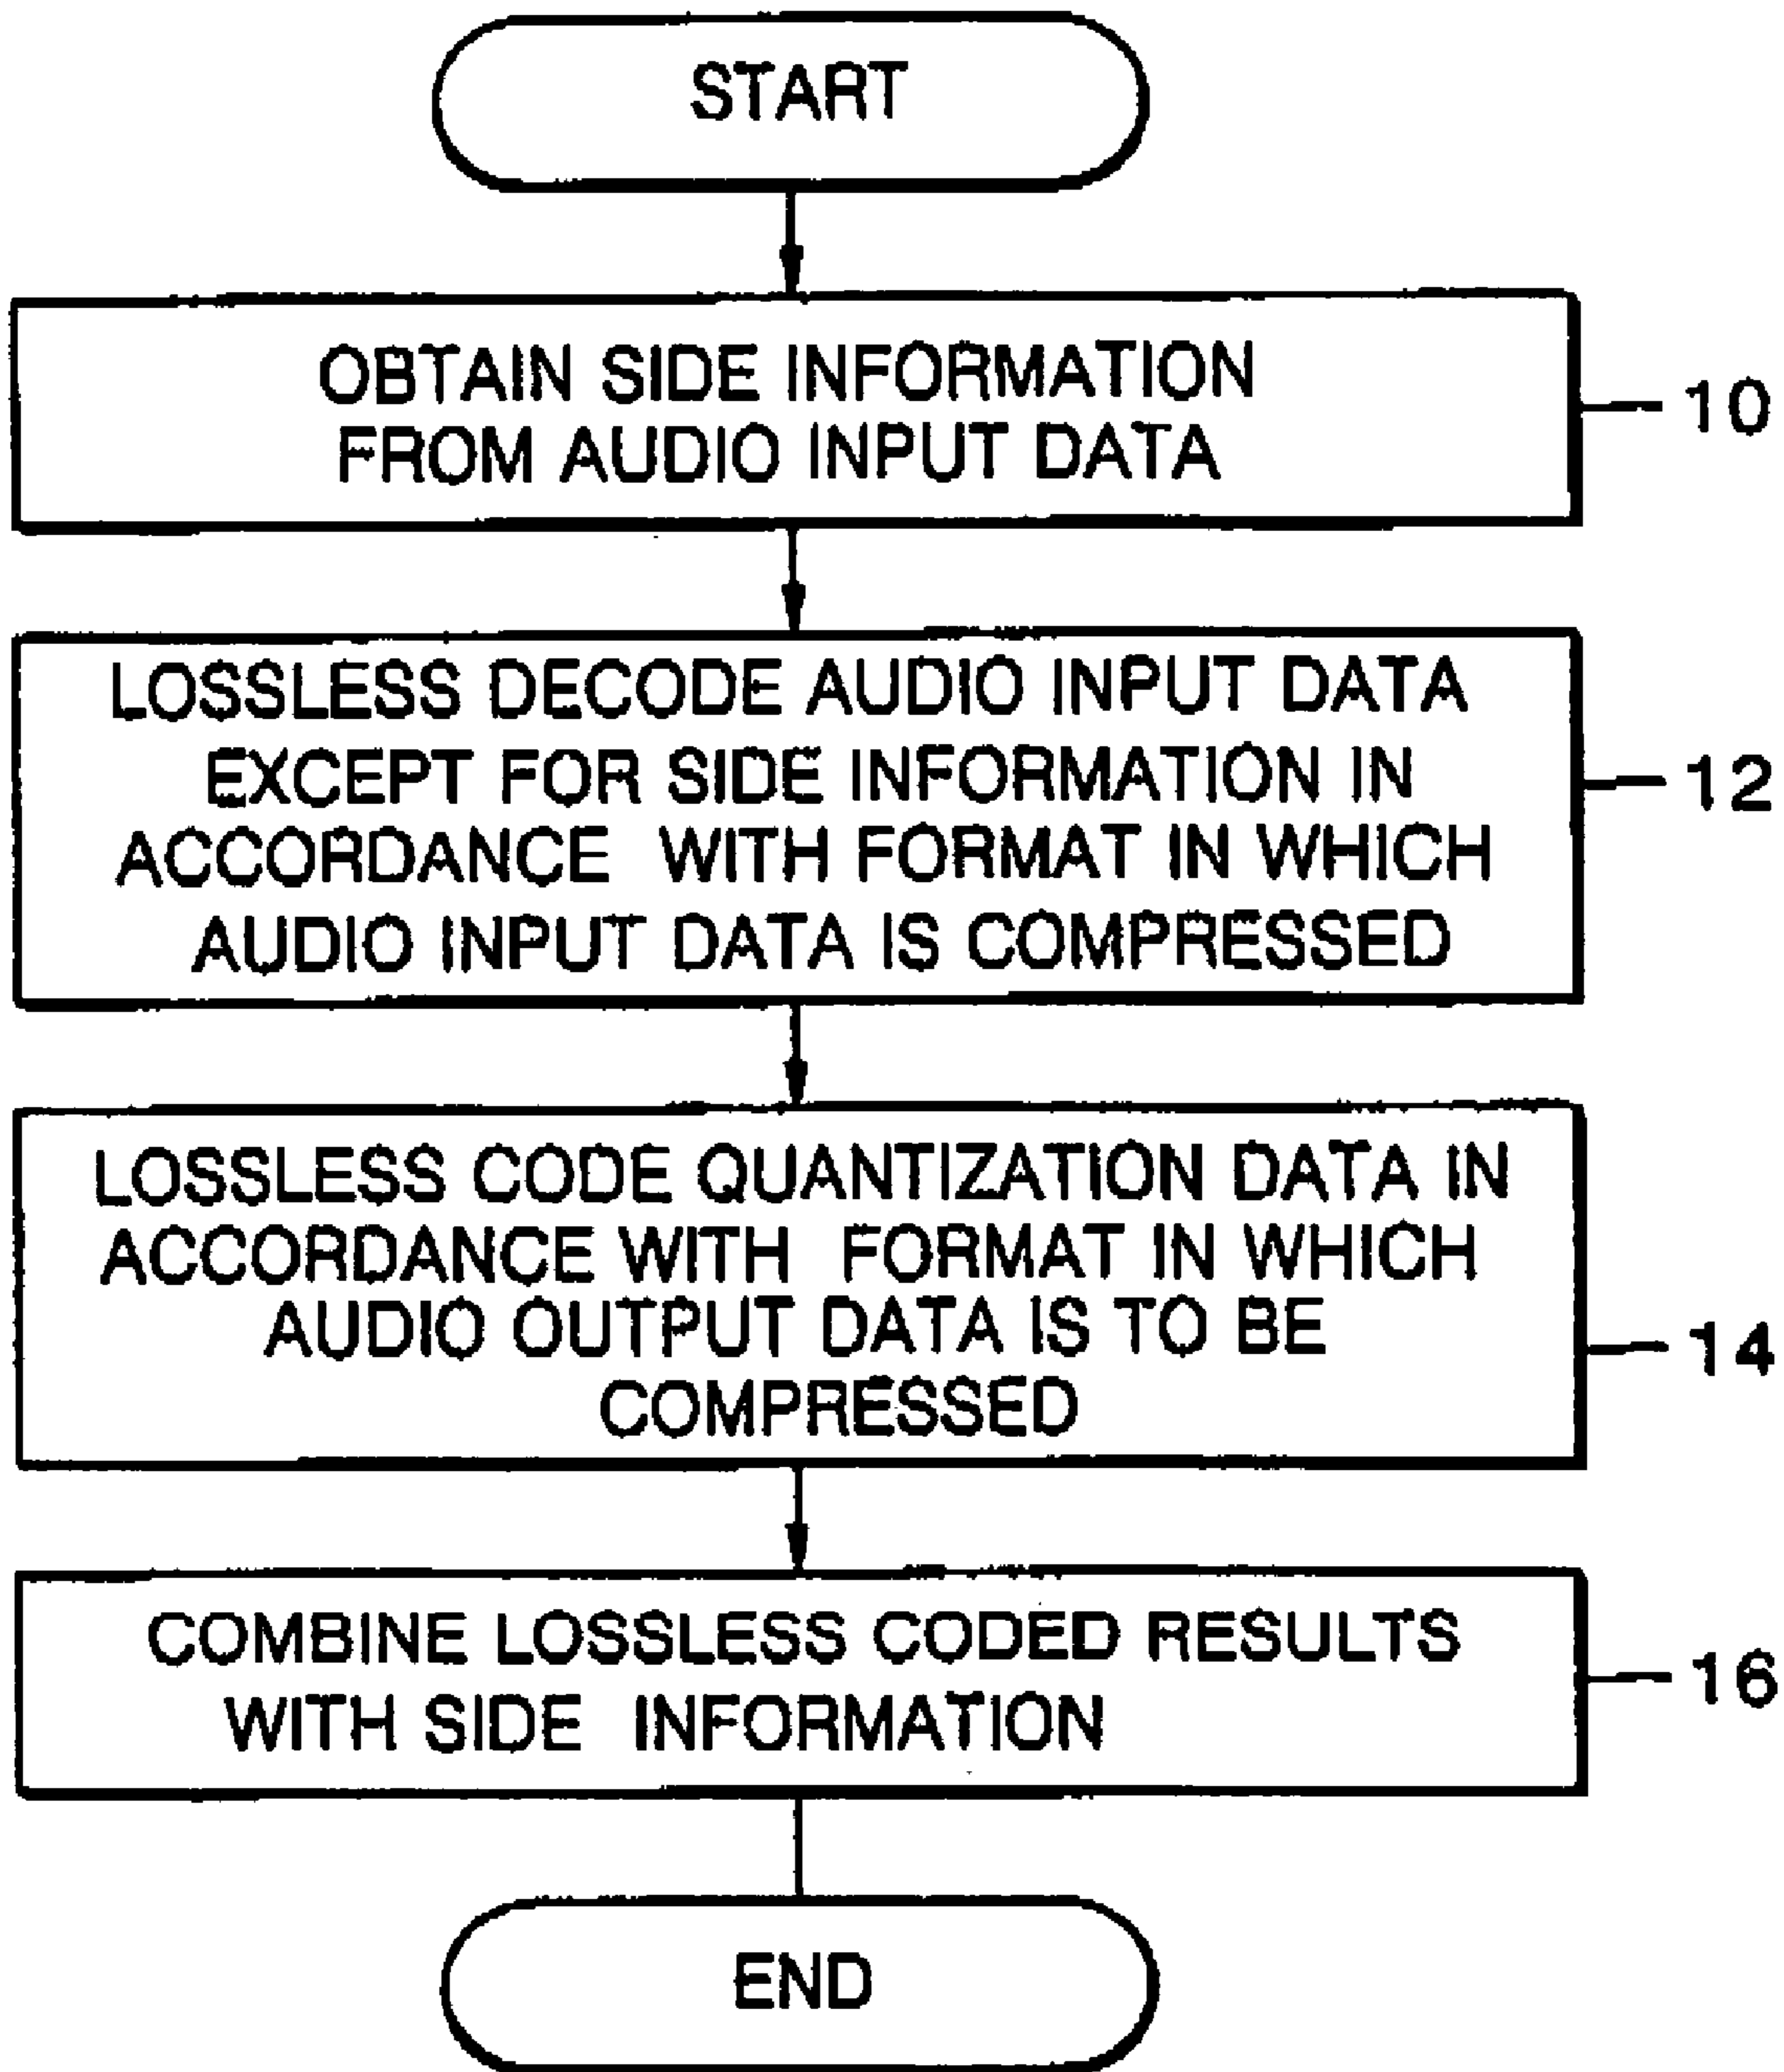 START
OBTAIN SIDE INFORMATION
FROM AUDIO INPUT DATA
10
LOSSLESS DECODE AUDIO INPUT DATA
EXCEPT FOR SIDE INFORMATION IN
ACCORDANCE WITH FORMAT IN WHICH
AUDIO INPUT DATA IS COMPRESSED
12
LOSSLESS CODE QUANTIZATION DATA IN
ACCORDANCE WITH FORMAT IN WHICH
AUDIO OUTPUT DATA IS TO BE
COMPRESSED
14
COMBINE LOSSLESS CODED RESULTS
WITH SIDE INFORMATION
16
END